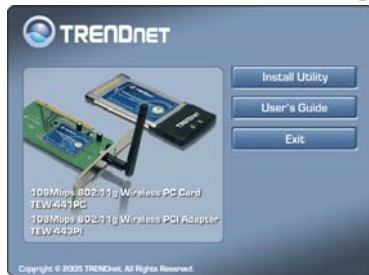 TRENDNET
Install Utility
User's Guide
Exit
108Mbps 802.11g Wireless PC Card
TEW-441PC
108Mbps 802.11g Wireless PCI Adapter
TEW-443PI
Copyright © 2005 TRENDnet. All Rights Reserved.